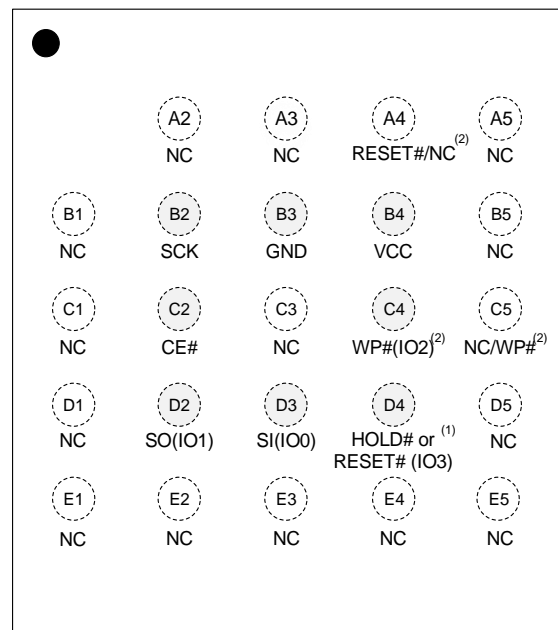 A2 A3 A4 A5
NC NC RESET#/NC(2) NC
B1 B2 B3 B4 B5
NC SCK GND VCC NC
C1 C2 C3 C4 C5
NC CE# NC WP#(IO2)(2) NC/WP#(2)
D1 D2 D3 D4 D5
NC SO(IO1) SI(IO0) HOLD# or (1) NC
RESET# (IO3)
E1 E2 E3 E4 E5
NC NC NC NC NC